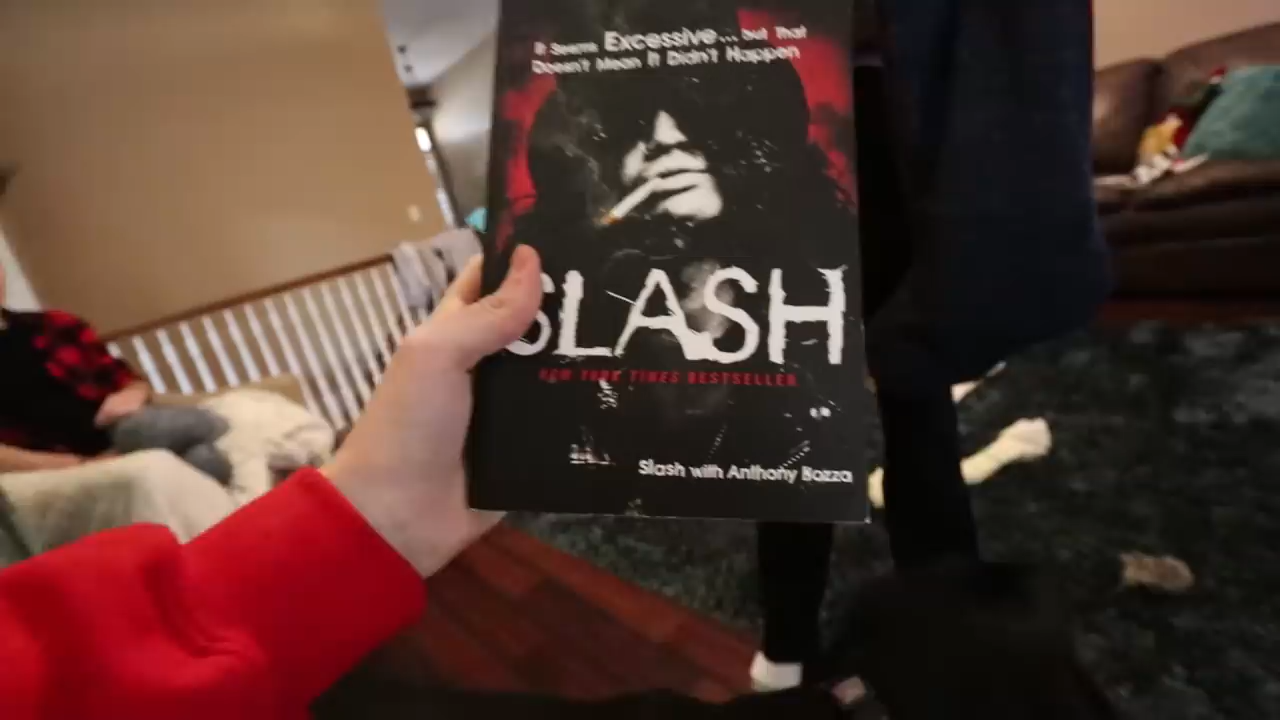 It Seems Excessive... but That
Doesn't Mean It Didn't Happen
SLASH
NEW YORK TIMES BESTSELLER
Slash with Anthony Bozza